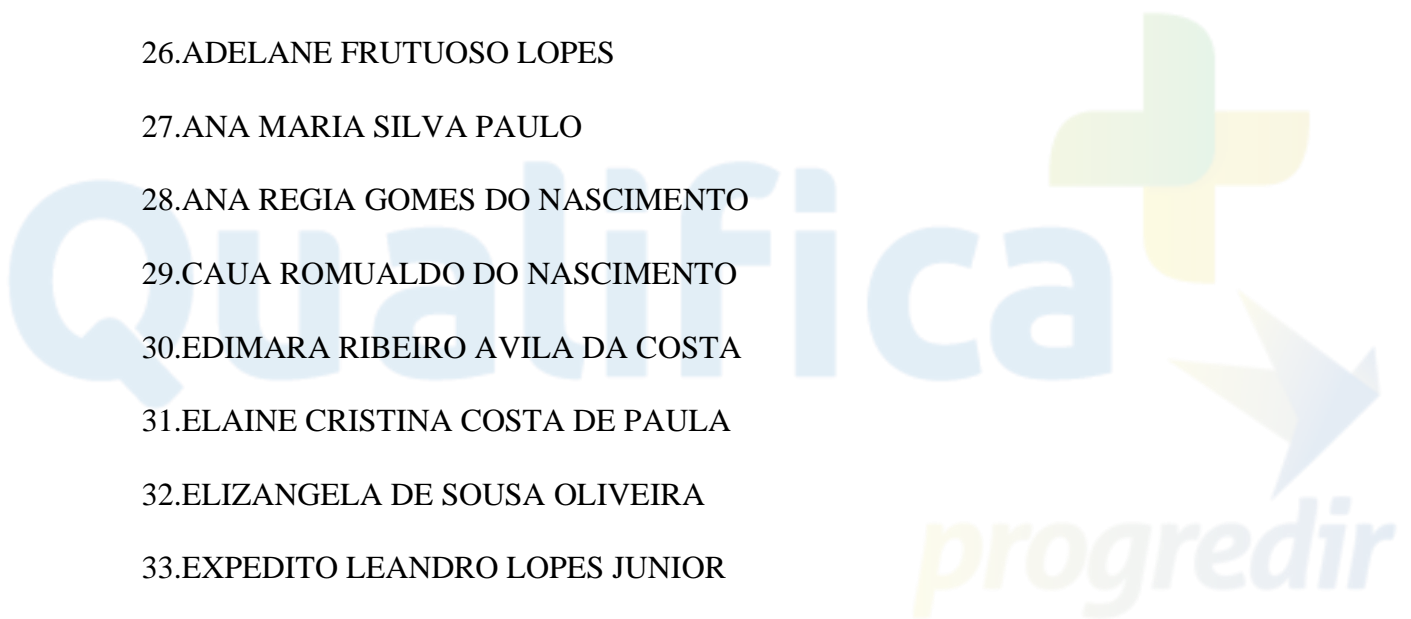 26.ADELANE FRUTUOSO LOPES
27.ANA MARIA SILVA PAULO
28.ANA REGIA GOMES DO NASCIMENTO
29.CAUA ROMUALDO DO NASCIMENTO
30.EDIMARA RIBEIRO AVILA DA COSTA
31.ELAINE CRISTINA COSTA DE PAULA
32.ELIZANGELA DE SOUSA OLIVEIRA
33.EXPEDITO LEANDRO LOPES JUNIOR
Qualifica+
progredir